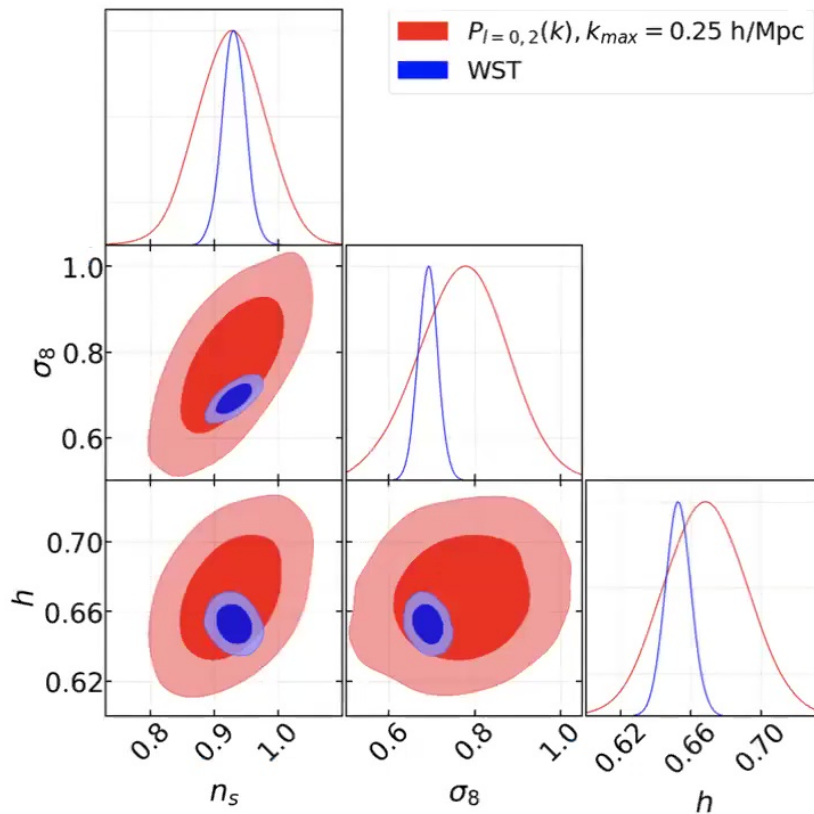 P_{l=0,2}(k), k_{max} = 0.25 h/Mpc
WST
1.0
0.8
0.6
σ_8
0.70
0.66
0.62
h
0.8 0.9 1.0
0.6 0.8 1.0
0.62 0.66 0.70
n_s
σ_8
h